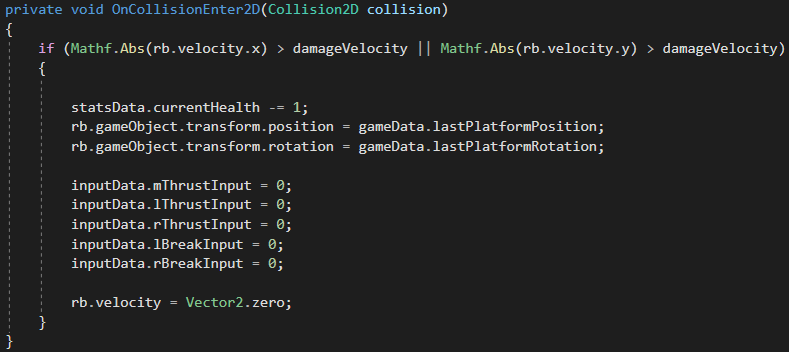 private void OnCollisionEnter2D(Collision2D collision)
{
if (Mathf.Abs(rb.velocity.x) > damageVelocity || Mathf.Abs(rb.velocity.y) > damageVelocity)
{
statsData.currentHealth -= 1;
rb.gameObject.transform.position = gameData.lastPlatformPosition;
rb.gameObject.transform.rotation = gameData.lastPlatformRotation;
inputData.mThrustInput = 0;
inputData.lThrustInput = 0;
inputData.rThrustInput = 0;
inputData.lBreakInput = 0;
inputData.rBreakInput = 0;
rb.velocity = Vector2.zero;
}
}